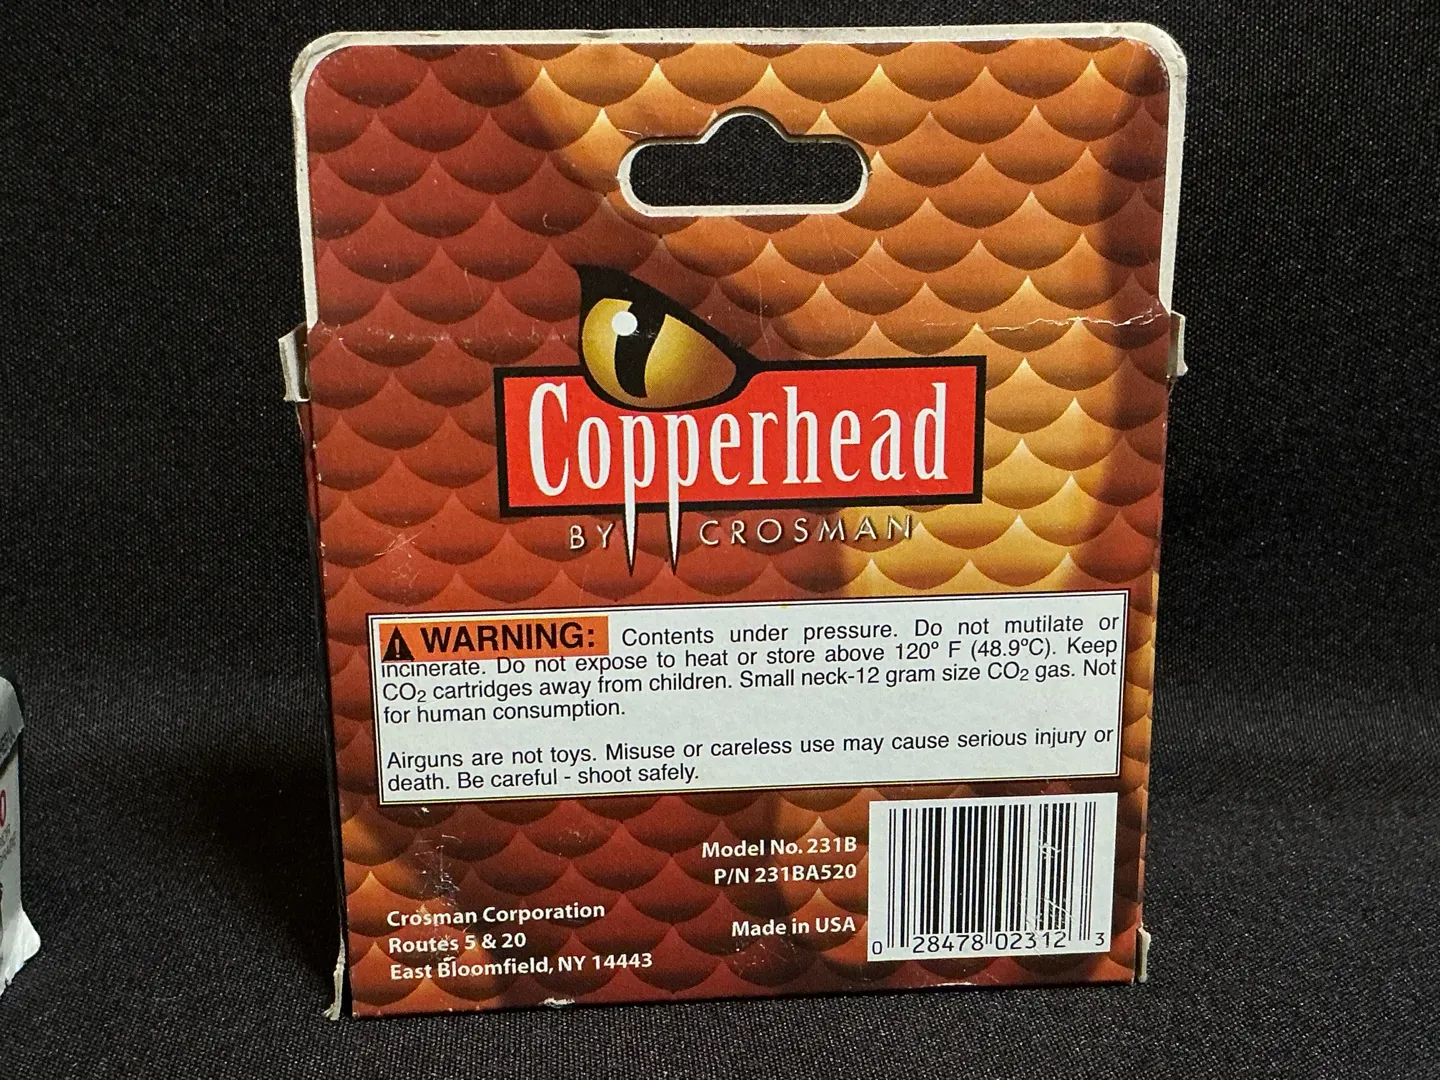 Copperhead
BY CROSMAN
WARNING: Contents under pressure. Do not mutilate or
incinerate. Do not expose to heat or store above 120º F (48.9ºC). Keep
CO2 cartridges away from children. Small neck-12 gram size CO2 gas. Not
for human consumption.
Airguns are not toys. Misuse or careless use may cause serious injury or
death. Be careful - shoot safely.
Model No. 231B
P/N 231BA520
Made in USA
Crosman Corporation
Routes 5 & 20
East Bloomfield, NY 14443
0 28478 02312 3